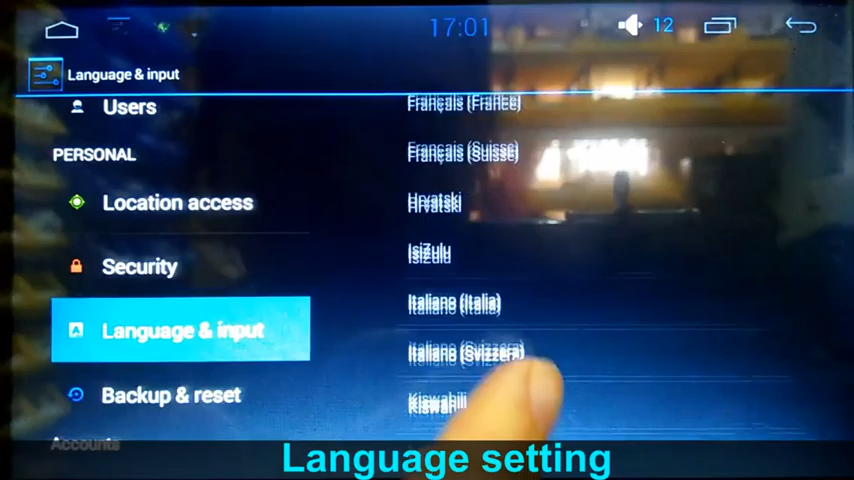 17:01
12
Language & input
Users
PERSONAL
Location access
Security
Language & input
Backup & reset
Accounts
Français (France)
Français (Suisse)
Hrvatski
IsiZulu
Italiano (Italia)
Italiano (Svizzera)
Kiswahili
Language setting